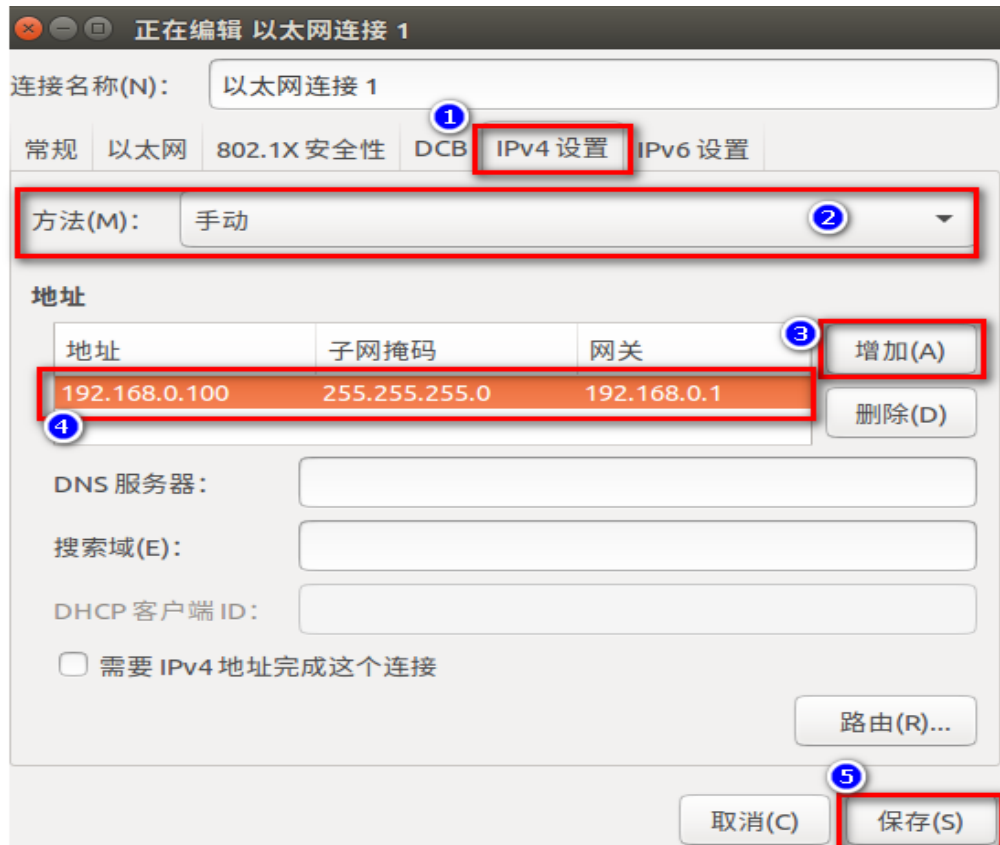 正在编辑 以太网连接 1
连接名称(N): 以太网连接 1
1
常规 以太网 802.1X 安全性 DCB IPv4 设置 IPv6 设置
方法(M): 手动 2
地址
地址 子网掩码 网关 3 增加(A)
192.168.0.100 255.255.255.0 192.168.0.1
4 删除(D)
DNS 服务器:
搜索域(E):
DHCP 客户端 ID:
需要 IPv4 地址完成这个连接
路由(R)...
5
取消(C) 保存(S)